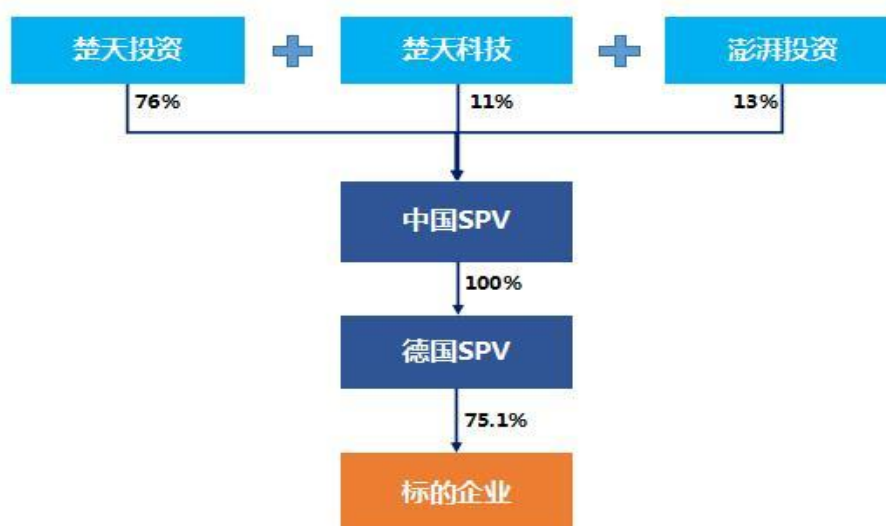 楚天投资
楚天科技
澎湃投资
76%
11%
13%
中国SPV
100%
德国SPV
75.1%
标的企业